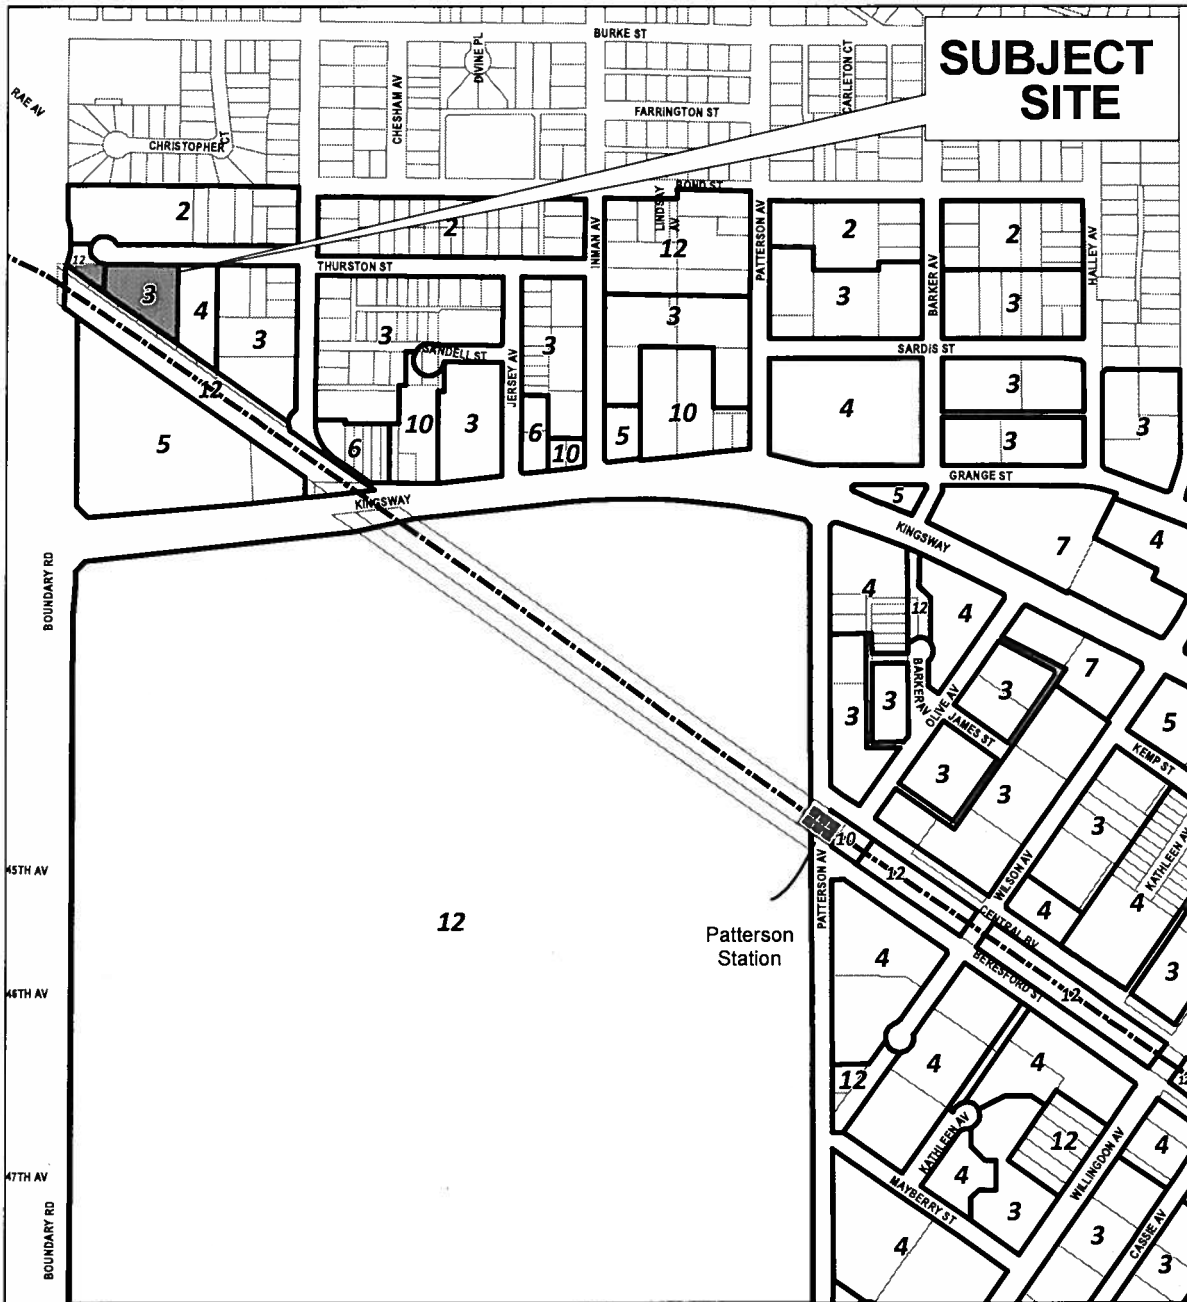 BURKE ST
SUBJECT
SITE
DIVINE PL
CARLETON CT
CHESHAM AV
RAE AV
FARRINGTON ST
CHRISTOPHER CT
BOND ST
LINDSAY AV
2
2
INMAN AV
12
PATTERSON AV
2
BARKER AV
2
HALLEY AV
12
THURSTON ST
3
4
3
3
3
3
3
3
SANDELL ST
JERSEY AV
SARDIS ST
12
3
5
6
10
3
6
10
5
10
4
3
3
3
GRANGE ST
KINGSWAY
5
KINGSWAY
7
4
BOUNDARY RD
4
12
4
7
3
3
BARKER AV
OLIVE AV
3
JAMES ST
5
KEMP ST
3
3
3
KATHLEEN AV
10
12
WILSON AV
4
4
45TH AV
PATTERSON AV
12
Patterson
Station
CENTRAL BV
4
BERESFORD ST
3
46TH AV
12
12
4
4
12
KATHLEEN AV
12
WILLINGDON AV
4
47TH AV
4
MAYBERRY ST
3
3
CASSIE AV
BOUNDARY RD
4
3